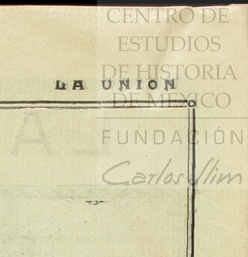 CENTRO DE
ESTUDIOS
DE HISTORIA
DE MÉXICO
LA UNION
FUNDACIÓN
Carlos Slim